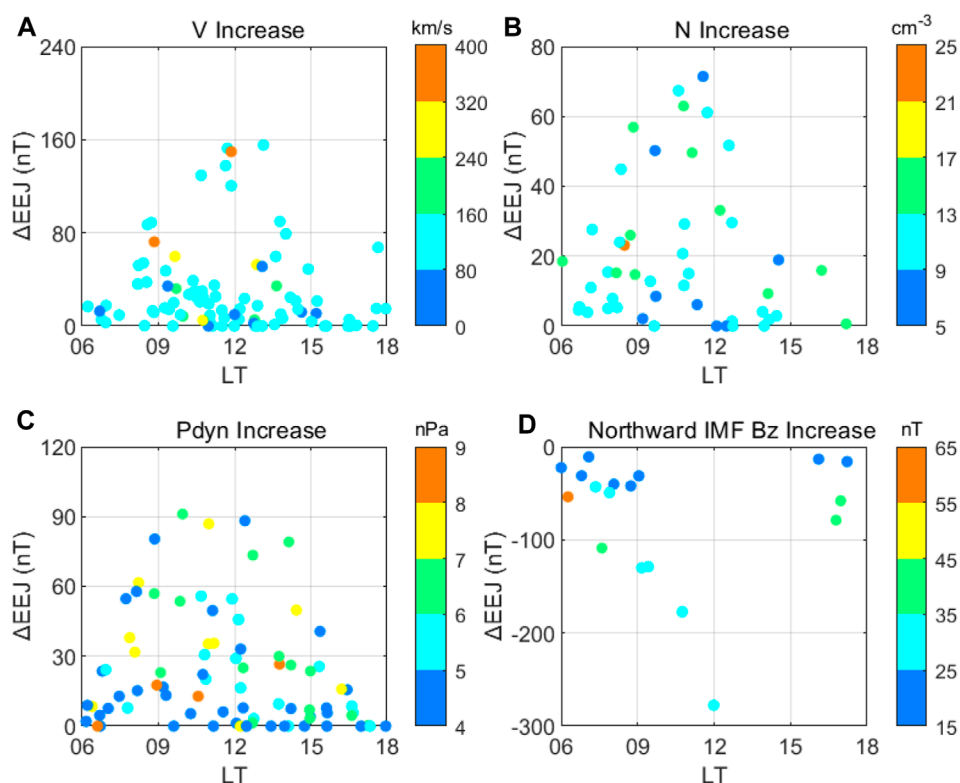 A
V Increase
km/s
B
N Increase
cm-3
240
160
80
0
ΔEEJ (nT)
06 09 12 15 18
LT
400
320
240
160
80
0
80
60
40
20
0
ΔEEJ (nT)
06 09 12 15 18
LT
25
21
17
13
9
5
C
Pdyn Increase
nPa
D
Northward IMF Bz Increase
nT
120
90
60
30
0
ΔEEJ (nT)
06 09 12 15 18
LT
9
8
7
6
5
4
0
-100
-200
-300
ΔEEJ (nT)
06 09 12 15 18
LT
65
55
45
35
25
15